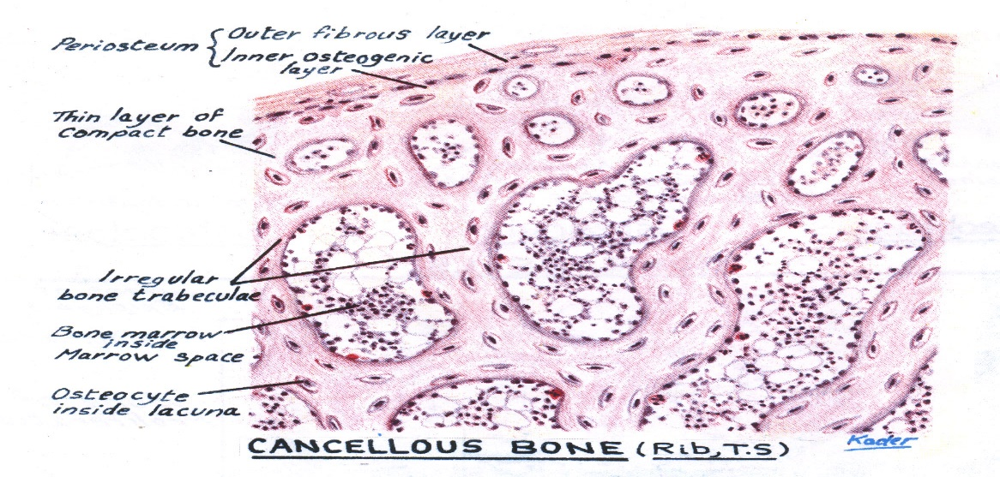 Periosteum { Outer fibrous layer
Inner osteogenic
layer
Thin layer of
Compact bone
Irregular
bone trabeculae
Bone marrow
inside
Marrow space
Osteocyte
inside lacuna
CANCELLOUS BONE (Rib, T.S)
Kader